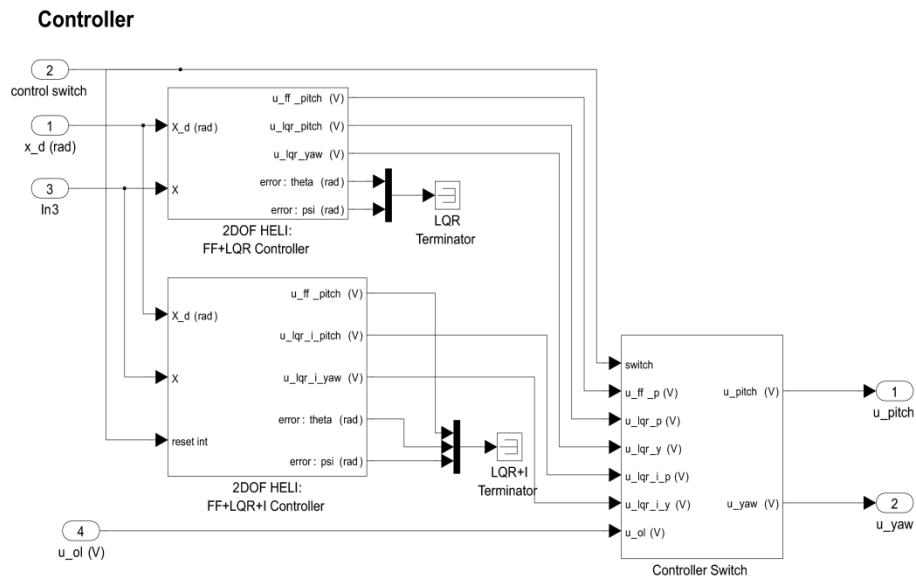 Controller
2
control switch
1
x_d (rad)
3
In3
X_d (rad)
X
u_ff _pitch (V)
u_lqr_pitch (V)
u_lqr_yaw (V)
error: theta (rad)
error: psi (rad)
2DOF HELI:
FF+LQR Controller
LQR
Terminator
X_d (rad)
X
reset int
u_ff _pitch (V)
u_lqr_i_pitch (V)
u_lqr_i_yaw (V)
error: theta (rad)
error: psi (rad)
2DOF HELI:
FF+LQR+I Controller
LQR+I
Terminator
4
u_ol (V)
switch
u_ff _p (V)
u_lqr_p (V)
u_lqr_y (V)
u_lqr_i_p (V)
u_lqr_i_y (V)
u_ol (V)
u_pitch (V)
u_yaw (V)
Controller Switch
1
u_pitch
2
u_yaw